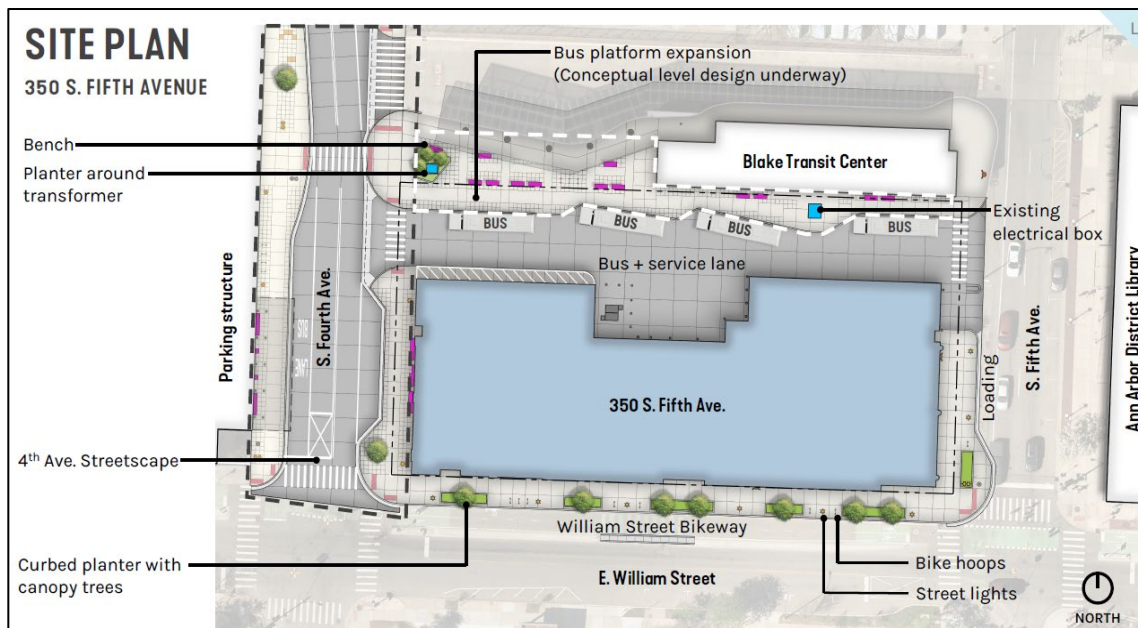 SITE PLAN
350 S. FIFTH AVENUE
L
Bus platform expansion
(Conceptual level design underway)
Bench
Planter around
transformer
Blake Transit Center
Existing
electrical box
i BUS
i BUS
i BUS
i BUS
Bus + service lane
Parking structure
S. Fourth Ave.
BUS
LANE
350 S. Fifth Ave.
Loading
S. Fifth Ave.
Ann Arbor District Library
4th Ave. Streetscape
William Street Bikeway
Curbed planter with
canopy trees
E. William Street
Bike hoops
Street lights
NORTH